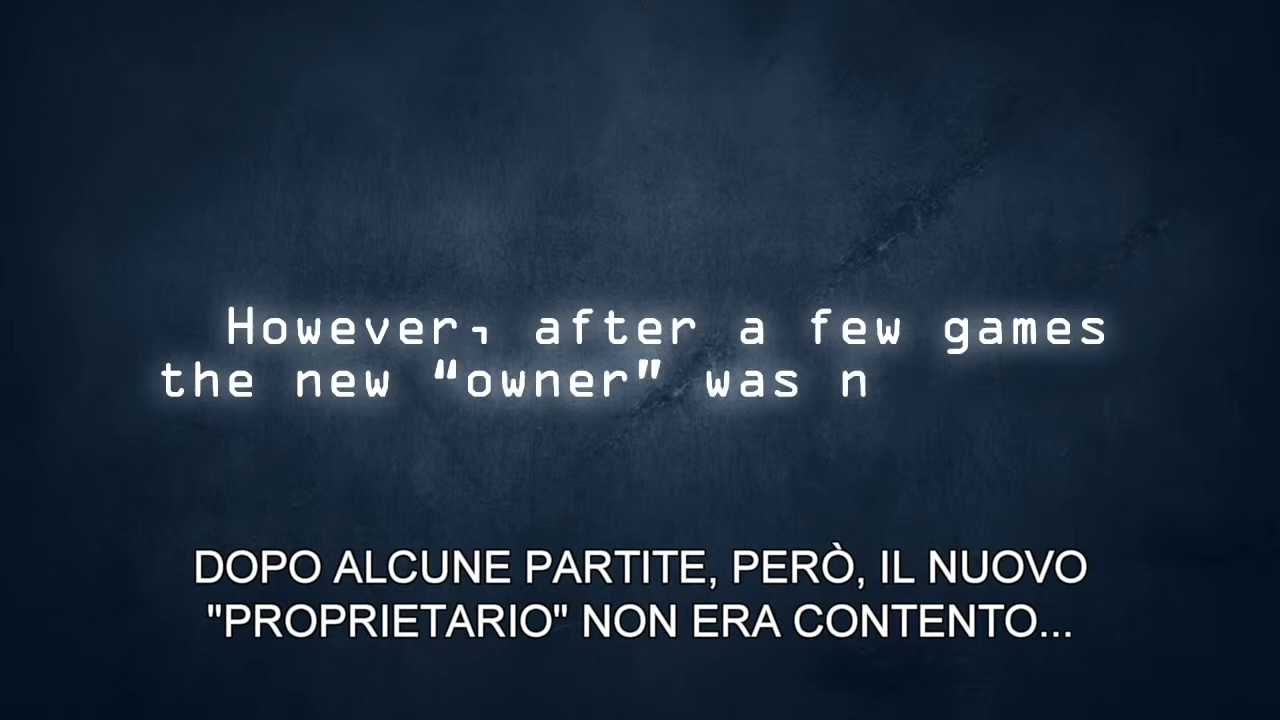 However, after a few games
the new “owner” was n
DOPO ALCUNE PARTITE, PERÒ, IL NUOVO
"PROPRIETARIO" NON ERA CONTENTO...